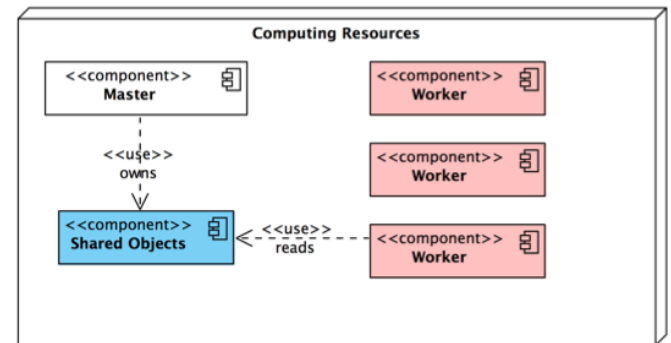 Computing Resources
<<component>>
Master
<<component>>
Worker
<<use>>
owns
<<component>>
Worker
<<component>>
Shared Objects
<<use>>
reads
<<component>>
Worker